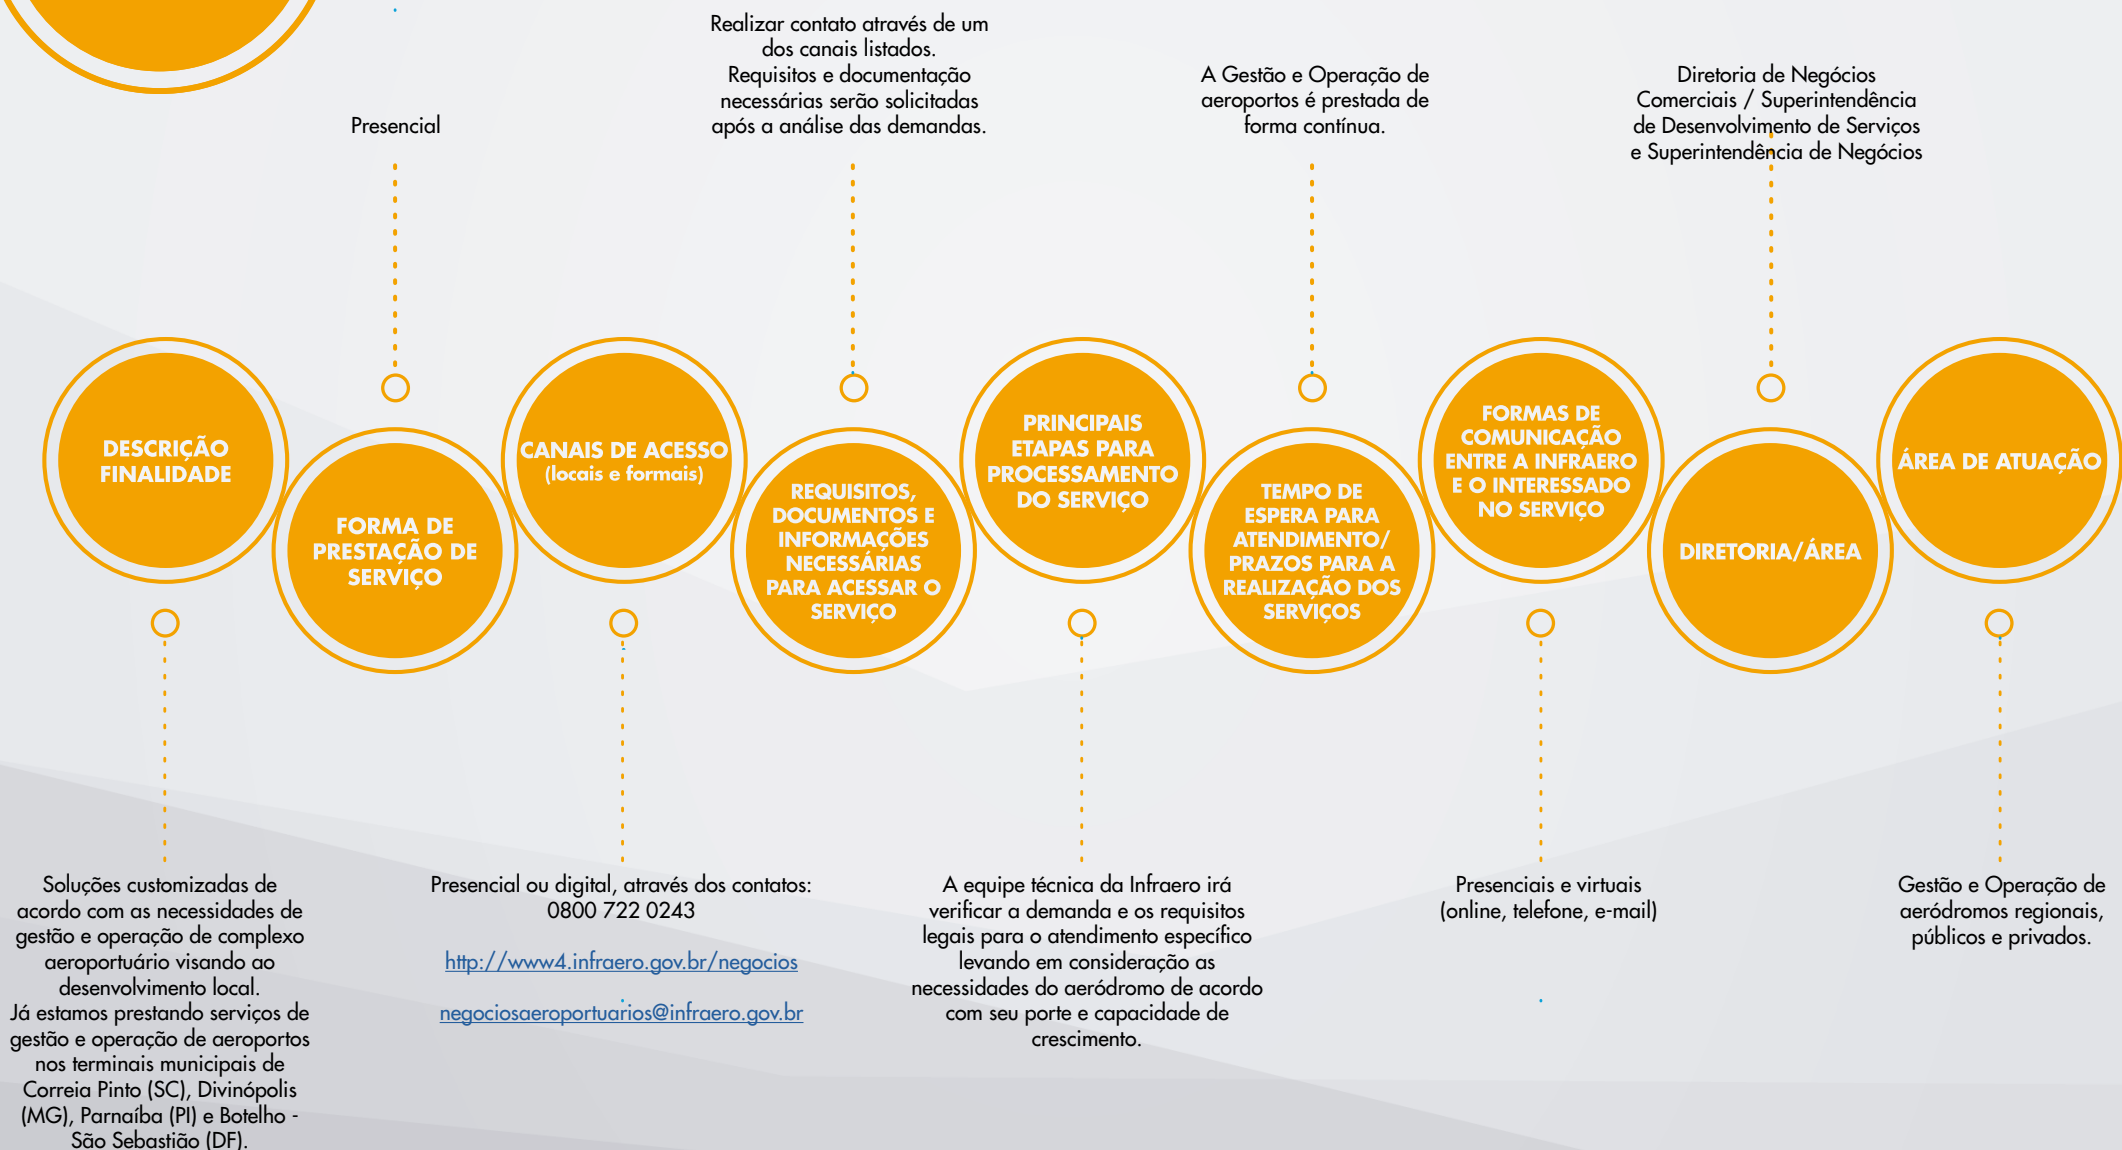 Realizar contato através de um
dos canais listados.
Requisitos e documentação
necessárias serão solicitadas
após a análise das demandas.
A Gestão e Operação de
aeroportos é prestada de
forma contínua.
Diretoria de Negócios
Comerciais / Superintendência
de Desenvolvimento de Serviços
e Superintendência de Negócios
Presencial
DESCRIÇÃO
FINALIDADE
FORMA DE
PRESTAÇÃO DE
SERVIÇO
CANAIS DE ACESSO
(locais e formais)
REQUISITOS,
DOCUMENTOS E
INFORMAÇÕES
NECESSÁRIAS
PARA ACESSAR O
SERVIÇO
PRINCIPAIS
ETAPAS PARA
PROCESSAMENTO
DO SERVIÇO
TEMPO DE
ESPERA PARA
ATENDIMENTO/
PRAZOS PARA A
REALIZAÇÃO DOS
SERVIÇOS
FORMAS DE
COMUNICAÇÃO
ENTRE A INFRAERO
E O INTERESSADO
NO SERVIÇO
DIRETORIA/ÁREA
ÁREA DE ATUAÇÃO
Soluções customizadas de
acordo com as necessidades de
gestão e operação de complexo
aeroportuário visando ao
desenvolvimento local.
Já estamos prestando serviços de
gestão e operação de aeroportos
nos terminais municipais de
Correia Pinto (SC), Divinópolis
(MG), Parnaíba (PI) e Botelho -
São Sebastião (DF).
Presencial ou digital, através dos contatos:
0800 722 0243
http://www4.infraero.gov.br/negocios
negociosaeroportuarios@infraero.gov.br
A equipe técnica da Infraero irá
verificar a demanda e os requisitos
legais para o atendimento específico
levando em consideração as
necessidades do aeródromo de acordo
com seu porte e capacidade de
crescimento.
Presenciais e virtuais
(online, telefone, e-mail)
Gestão e Operação de
aeródromos regionais,
públicos e privados.